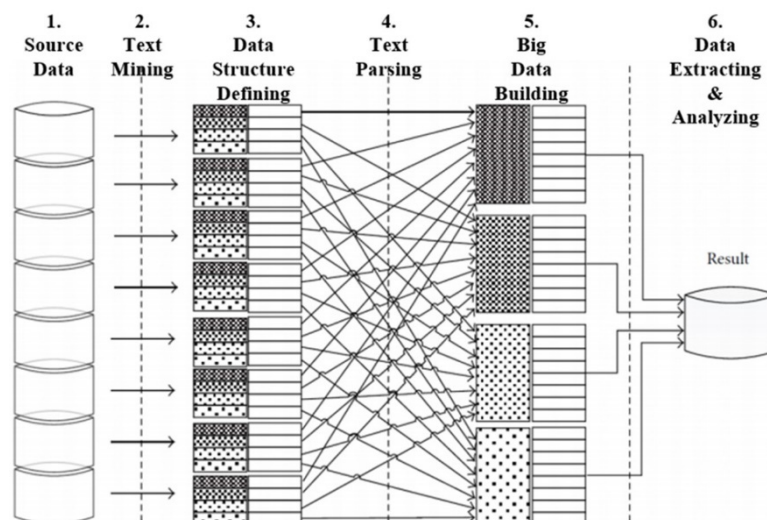 1.
Source
Data
2.
Text
Mining
3.
Data
Structure
Defining
4.
Text
Parsing
5.
Big
Data
Building
6.
Data
Extracting
&
Analyzing
Result